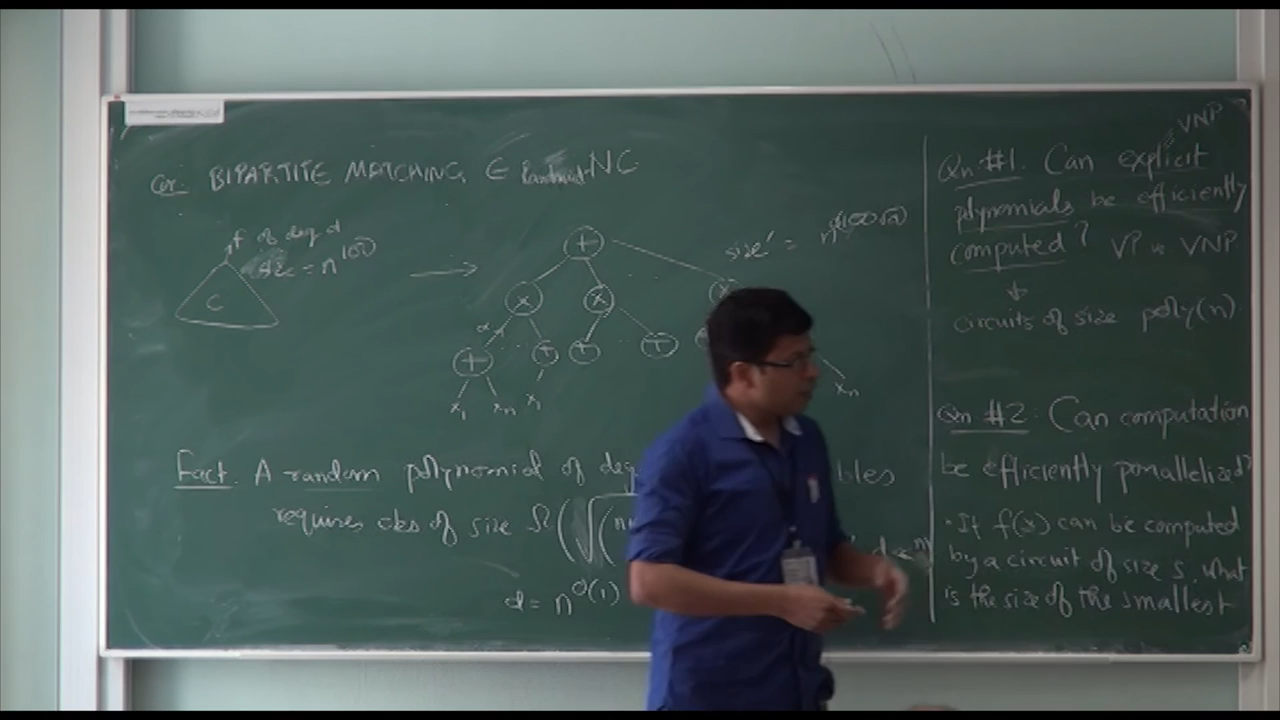 Cor. BIPARTITE MATCHING ∈ Randomized-NC
f of deg d
size = n^100
C
→
+
size' = n^O(100√n)
x x x
α
+ + + +
x₁ xₙ x₁
xₙ
Fact. A random polynomial of deg
bles
requires ckts of size Ω(√(n
d = n^O(1)
VNP
Qn #1. Can explicit
polynomials be efficiently
computed? VP vs VNP
↓
circuits of size poly(n)
Qn #2: Can computation
be efficiently parallelized?
• If f(x) can be computed
by a circuit of size s, what
is the size of the smallest